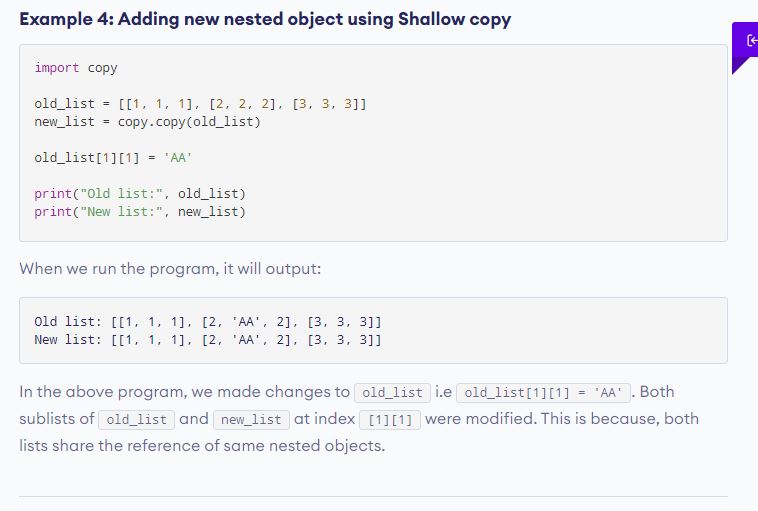 Example 4: Adding new nested object using Shallow copy
import copy
old_list = [[1, 1, 1], [2, 2, 2], [3, 3, 3]]
new_list = copy.copy(old_list)
old_list[1][1] = 'AA'
print("Old list:", old_list)
print("New list:", new_list)
When we run the program, it will output:
Old list: [[1, 1, 1], [2, 'AA', 2], [3, 3, 3]]
New list: [[1, 1, 1], [2, 'AA', 2], [3, 3, 3]]
In the above program, we made changes to old_list i.e old_list[1][1] = 'AA' . Both
sublists of old_list and new_list at index [1][1] were modified. This is because, both
lists share the reference of same nested objects.